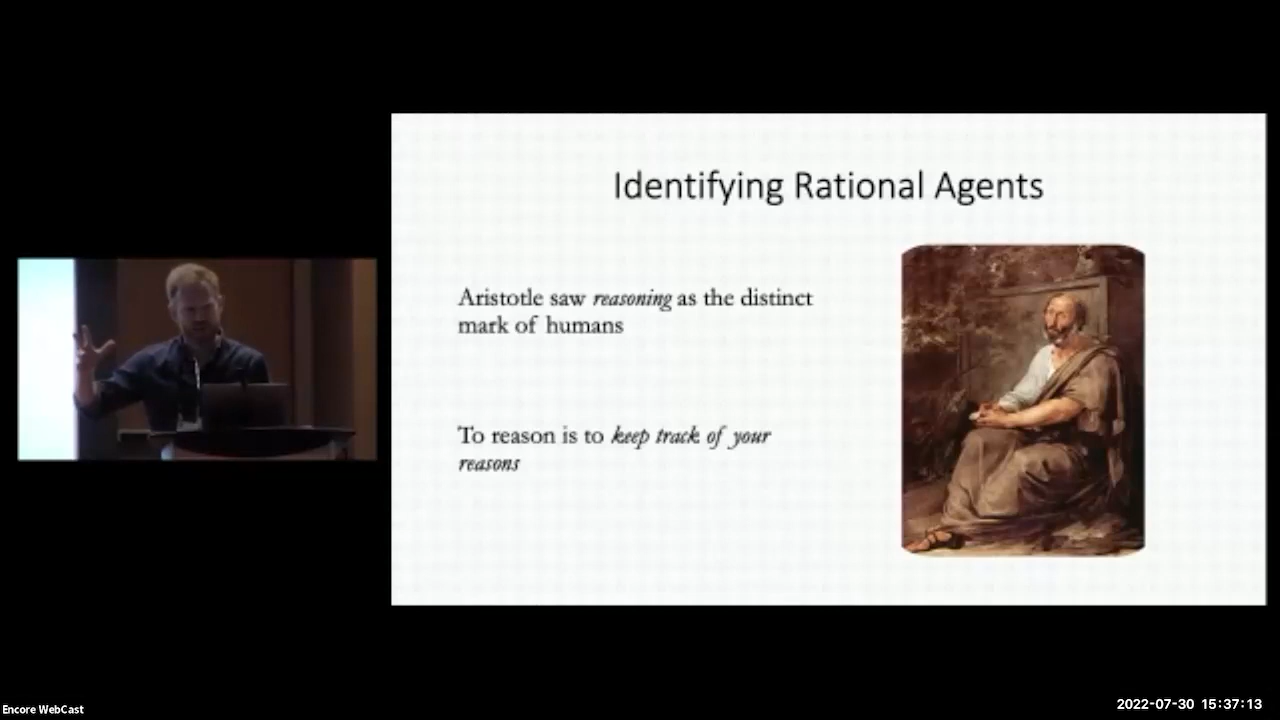 Identifying Rational Agents
Aristotle saw reasoning as the distinct
mark of humans
To reason is to keep track of your
reasons
Encore WebCast
2022-07-30 15:37:13